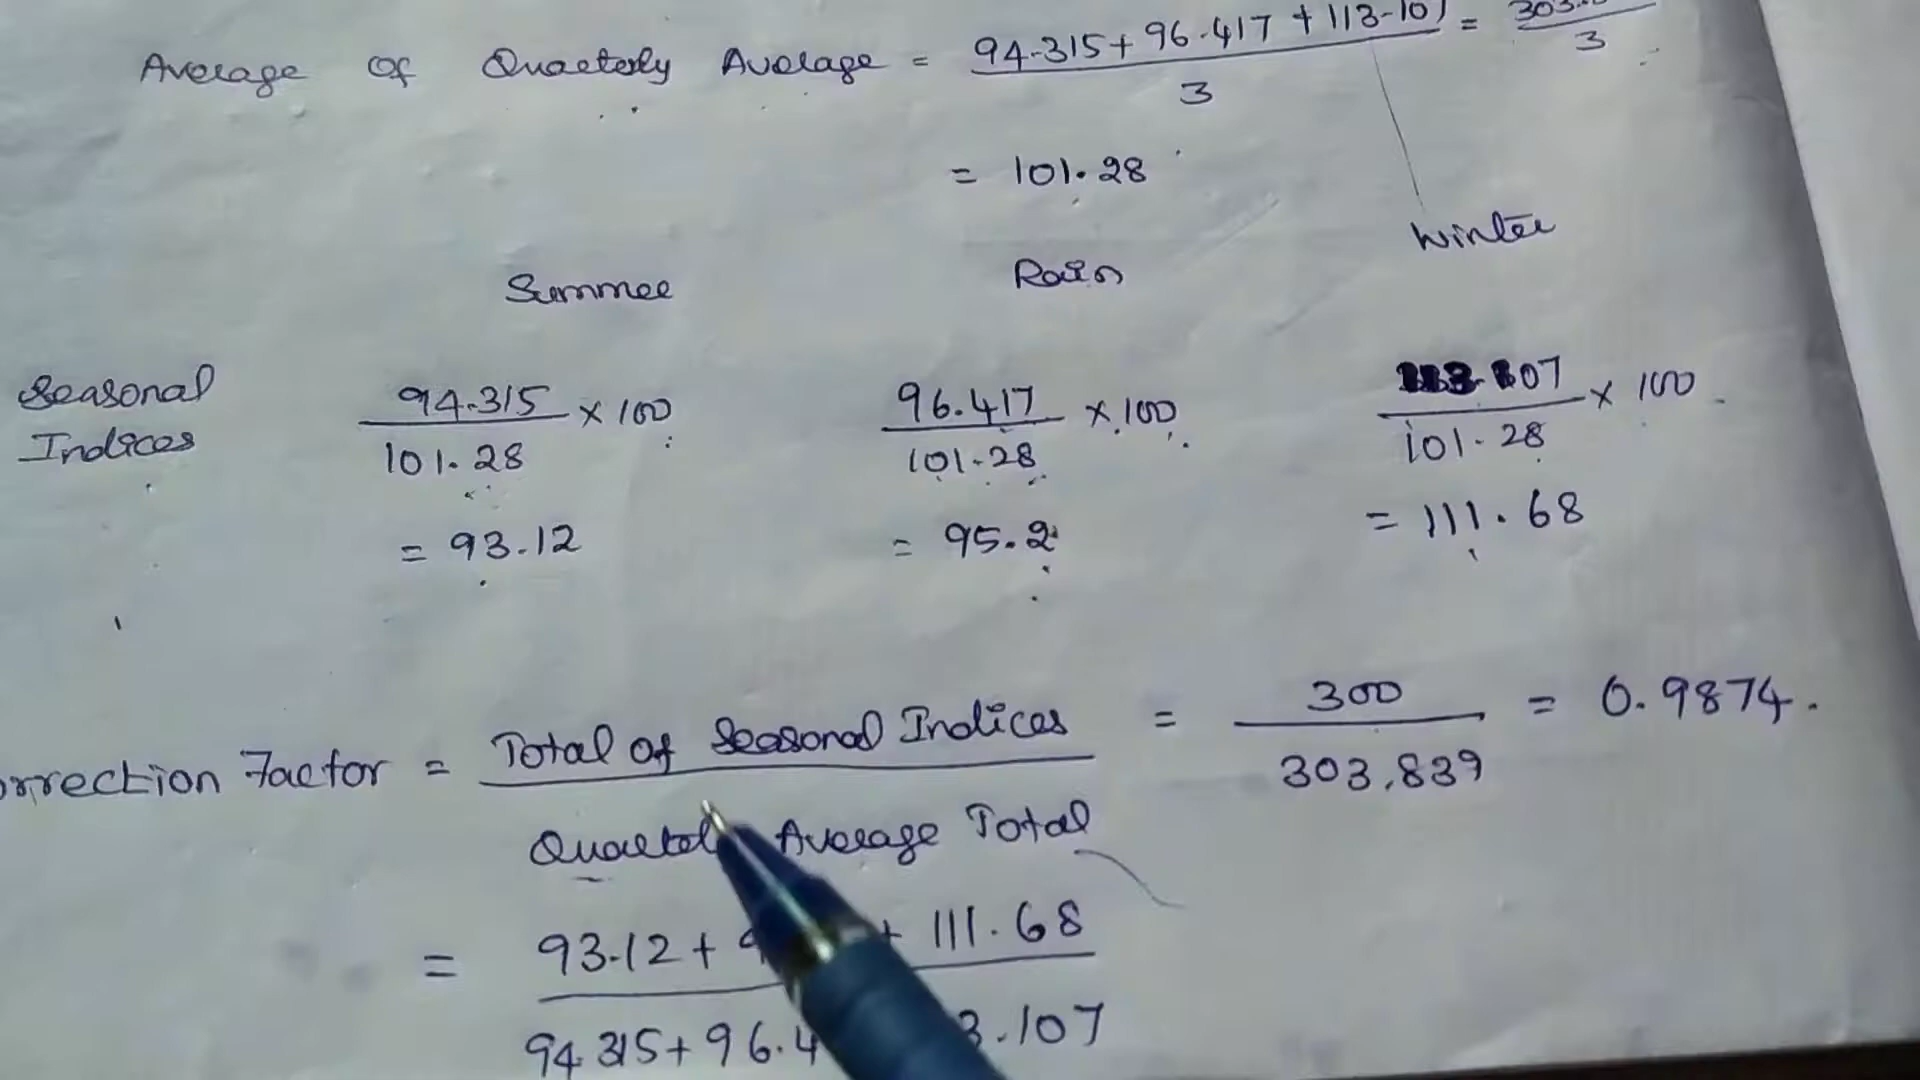 94.315 + 96.417 + 113.107 =
Average of Quarterly Average = 3 3
= 101.28
Summer Rain Winter
Seasonal 94.315 × 100 96.417 × 100 113.107 × 100
Indices 101.28 101.28 101.28
= 93.12 = 95.2 = 111.68
Total of Seasonal Indices = 300 = 0.9874.
orrection Factor = Quarterly Average Total 303.839
= 93.12 + + 111.68
94.315 + 96.4 3.107